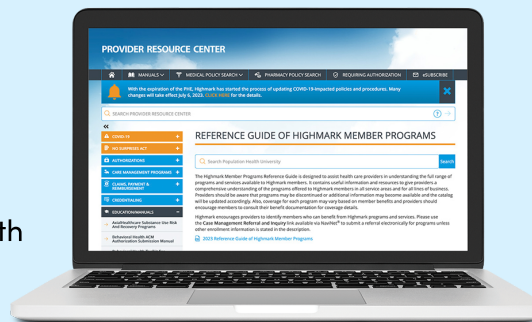 PROVIDER RESOURCE CENTER
MANUALS
MEDICAL POLICY SEARCH
PHARMACY POLICY SEARCH
REQUIRING AUTHORIZATION
eSUBSCRIBE
With the expiration of the PHE, Highmark has started the process of updating COVID-19-impacted policies and procedures. Many
changes will take effect July 6, 2023. CLICK HERE for the details.
SEARCH PROVIDER RESOURCE CENTER
COVID-19
NO SURPRISES ACT
AUTHORIZATIONS
CARE MANAGEMENT PROGRAMS
CLAIMS, PAYMENT &
REIMBURSEMENT
CREDENTIALING
EDUCATION/MANUALS
AxialHealthcare Substance Use Risk
And Recovery Programs
Behavioral Health ACM
Authorization Submission Manual
REFERENCE GUIDE OF HIGHMARK MEMBER PROGRAMS
Search Population Health University
Search
The Highmark Member Programs Reference Guide is designed to assist health care providers in understanding the full range of
programs and services available to Highmark members. It contains useful information and resources to give providers a
comprehensive understanding of the programs offered to Highmark members in all service areas and for all lines of business.
Providers should be aware that programs may be discontinued or additional information may become available and the catalog
will be updated accordingly. Also, coverage for each program may vary based on member benefits and providers should
encourage members to consult their benefit documentation for coverage details.
Highmark encourages providers to identify members who can benefit from Highmark programs and services. Please use
the Case Management Referral and Inquiry link available via NaviNet® to submit a referral electronically for programs unless
other enrollment information is stated in the description.
2023 Reference Guide of Highmark Member Programs
th